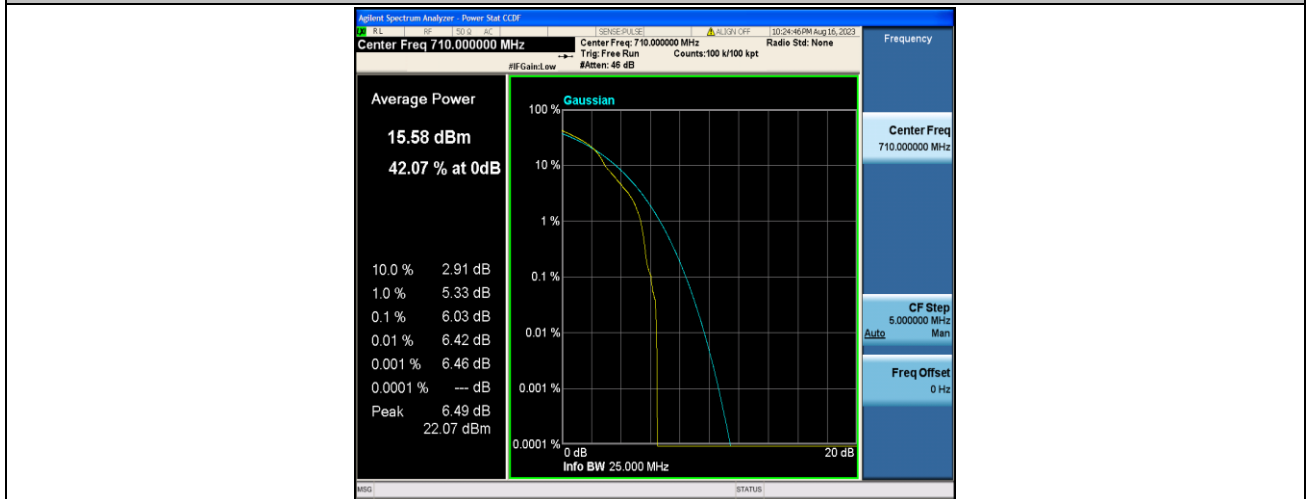 Agilent Spectrum Analyzer - Power Stat CCDF
RL RF 50 Ω AC SENSE:PULSE ALIGN OFF 10:24:46 PM Aug 16, 2023
Center Freq 710.000000 MHz
Center Freq: 710.000000 MHz Radio Std: None
Trig: Free Run Counts:100 k/100 kpt
#IFGain:Low #Atten: 46 dB
Frequency
Average Power
15.58 dBm
42.07 % at 0dB
10.0 % 2.91 dB
1.0 % 5.33 dB
0.1 % 6.03 dB
0.01 % 6.42 dB
0.001 % 6.46 dB
0.0001 % --- dB
Peak 6.49 dB
22.07 dBm
Gaussian
100 %
10 %
1 %
0.1 %
0.01 %
0.001 %
0.0001 %
0 dB 20 dB
Info BW 25.000 MHz
Center Freq
710.000000 MHz
CF Step
5.000000 MHz
Auto Man
Freq Offset
0 Hz
MSG STATUS